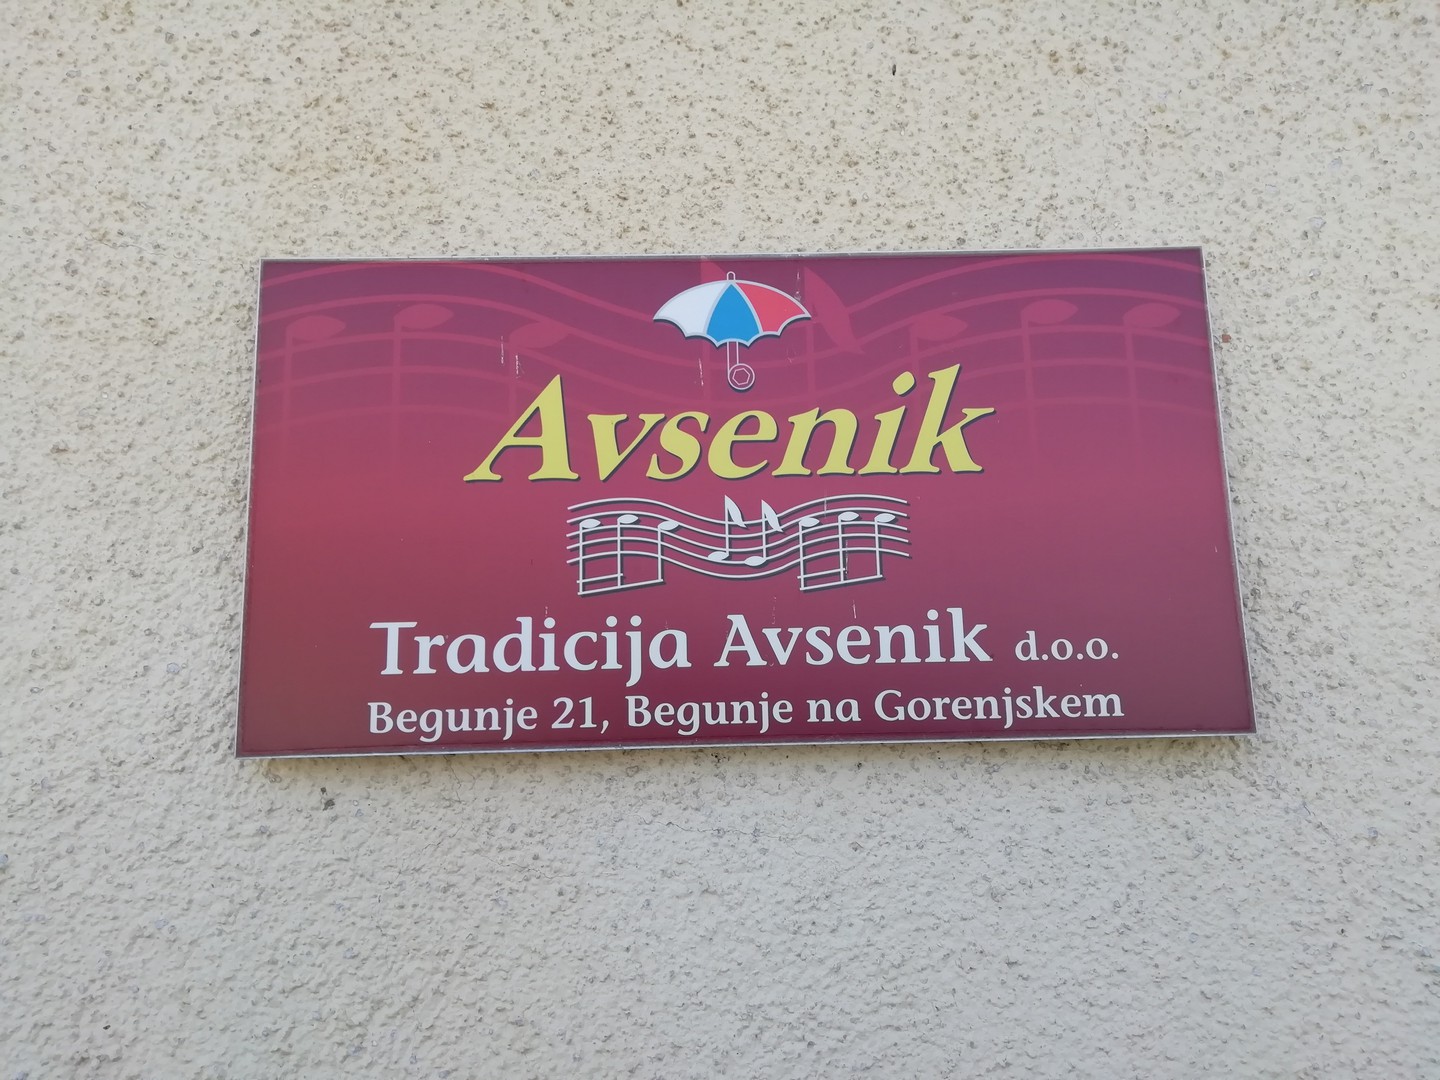 Avsenik
Tradicija Avsenik d.o.o.
Begunje 21, Begunje na Gorenjskem